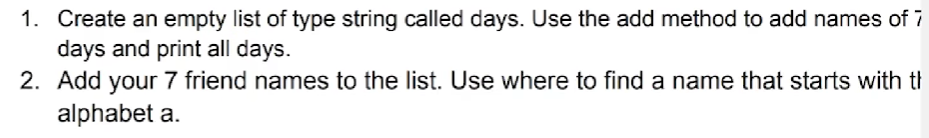 1. Create an empty list of type string called days. Use the add method to add names of 7
days and print all days.
2. Add your 7 friend names to the list. Use where to find a name that starts with
alphabet a.